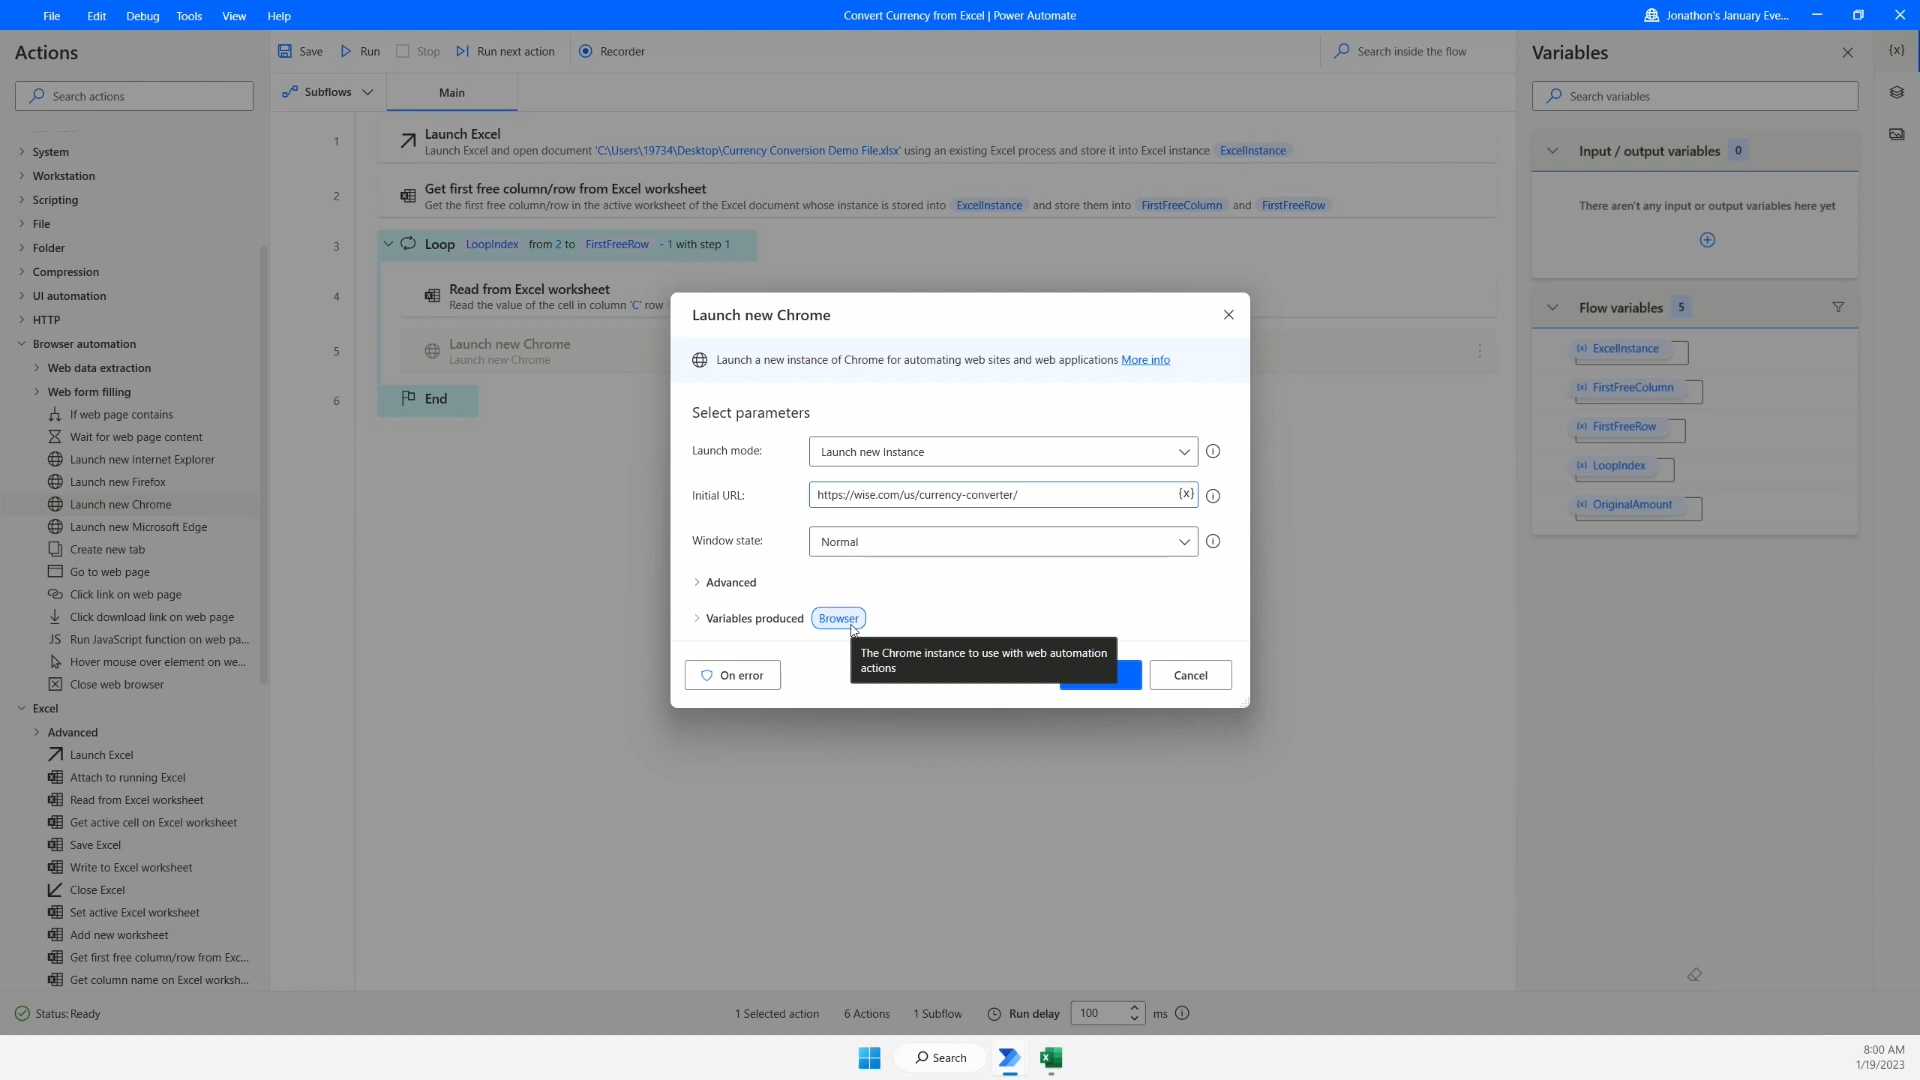 File Edit Debug Tools View Help
Convert Currency from Excel | Power Automate
Jonathon's January Eve...
Actions
Search actions
System
Workstation
Scripting
File
Folder
Compression
UI automation
HTTP
Browser automation
Web data extraction
Web form filling
If web page contains
Wait for web page content
Launch new Internet Explorer
Launch new Firefox
Launch new Chrome
Launch new Microsoft Edge
Create new tab
Go to web page
Click link on web page
Click download link on web page
JS Run JavaScript function on web pa...
Hover mouse over element on we...
Close web browser
Excel
Advanced
Launch Excel
Attach to running Excel
Read from Excel worksheet
Get active cell on Excel worksheet
Save Excel
Write to Excel worksheet
Close Excel
Set active Excel worksheet
Add new worksheet
Get first free column/row from Exc...
Get column name on Excel worksh...
Save Run Stop Run next action Recorder
Search inside the flow
Subflows Main
1 Launch Excel
Launch Excel and open document 'C:\Users\19734\Desktop\Currency Conversion Demo File.xlsx' using an existing Excel process and store it into Excel instance ExcelInstance
2 Get first free column/row from Excel worksheet
Get the first free column/row in the active worksheet of the Excel document whose instance is stored into ExcelInstance and store them into FirstFreeColumn and FirstFreeRow
3 Loop LoopIndex from 2 to FirstFreeRow - 1 with step 1
4 Read from Excel worksheet
Read the value of the cell in column 'C' row
5 Launch new Chrome
Launch new Chrome
6 End
Launch new Chrome
Launch a new instance of Chrome for automating web sites and web applications More info
Select parameters
Launch mode: Launch new Instance
Initial URL: https://wise.com/us/currency-converter/ {x}
Window state: Normal
Advanced
Variables produced Browser
The Chrome instance to use with web automation
actions
On error
Cancel
Variables
{x}
Search variables
Input / output variables 0
There aren't any input or output variables here yet
Flow variables 5
(x) ExcelInstance
(x) FirstFreeColumn
(x) FirstFreeRow
(x) LoopIndex
(x) OriginalAmount
Status: Ready
1 Selected action 6 Actions 1 Subflow Run delay 100 ms
Search
8:00 AM
1/19/2023